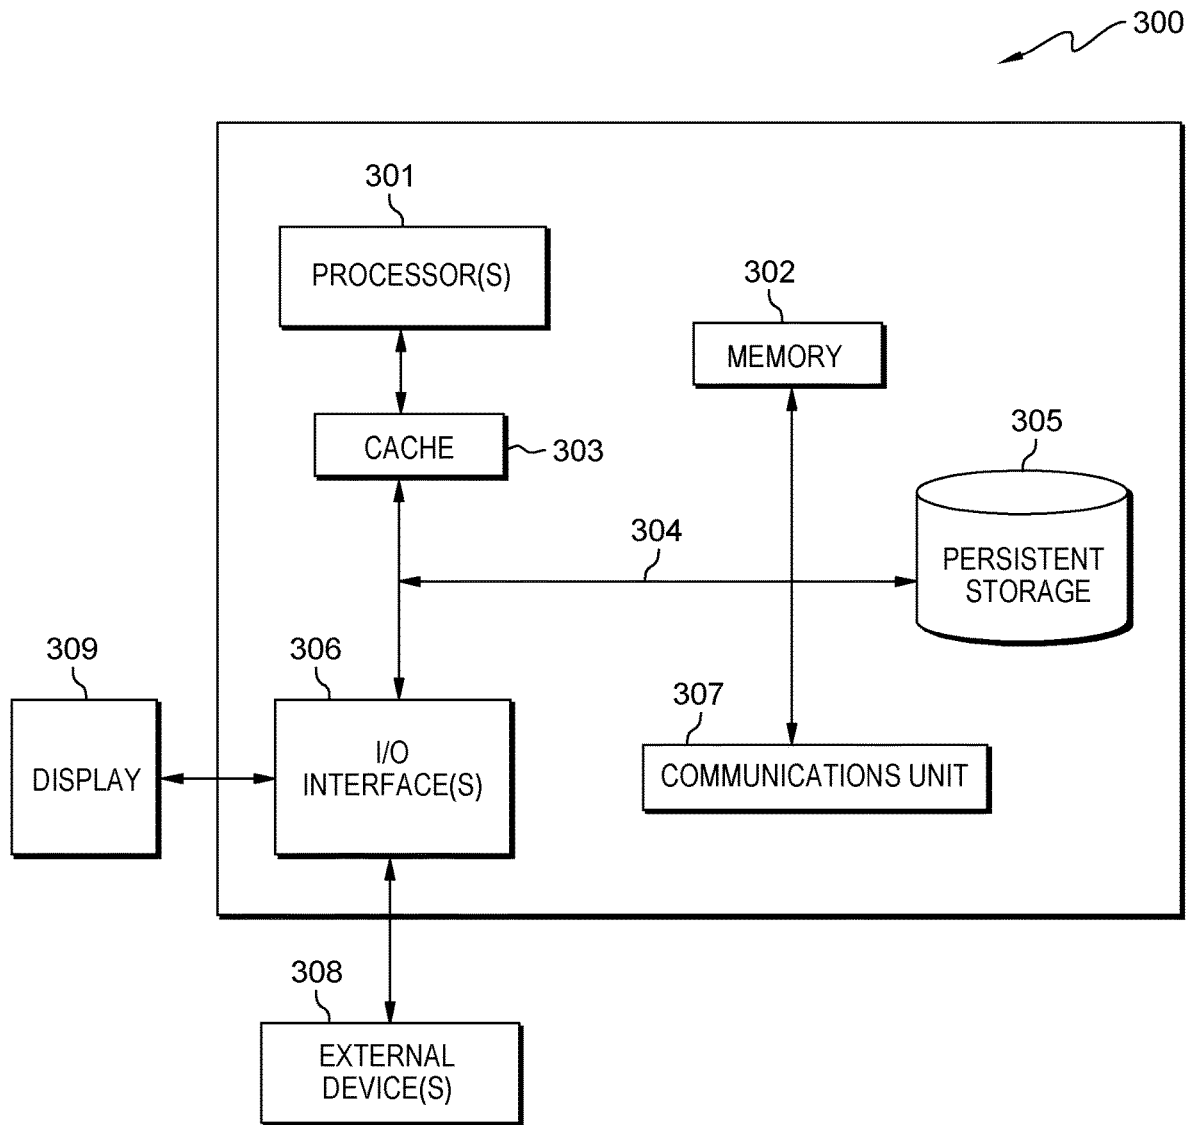 300
301
PROCESSOR(S)
302
MEMORY
CACHE
303
305
304
PERSISTENT
STORAGE
309
306
307
DISPLAY
I/O
INTERFACE(S)
COMMUNICATIONS UNIT
308
EXTERNAL
DEVICE(S)